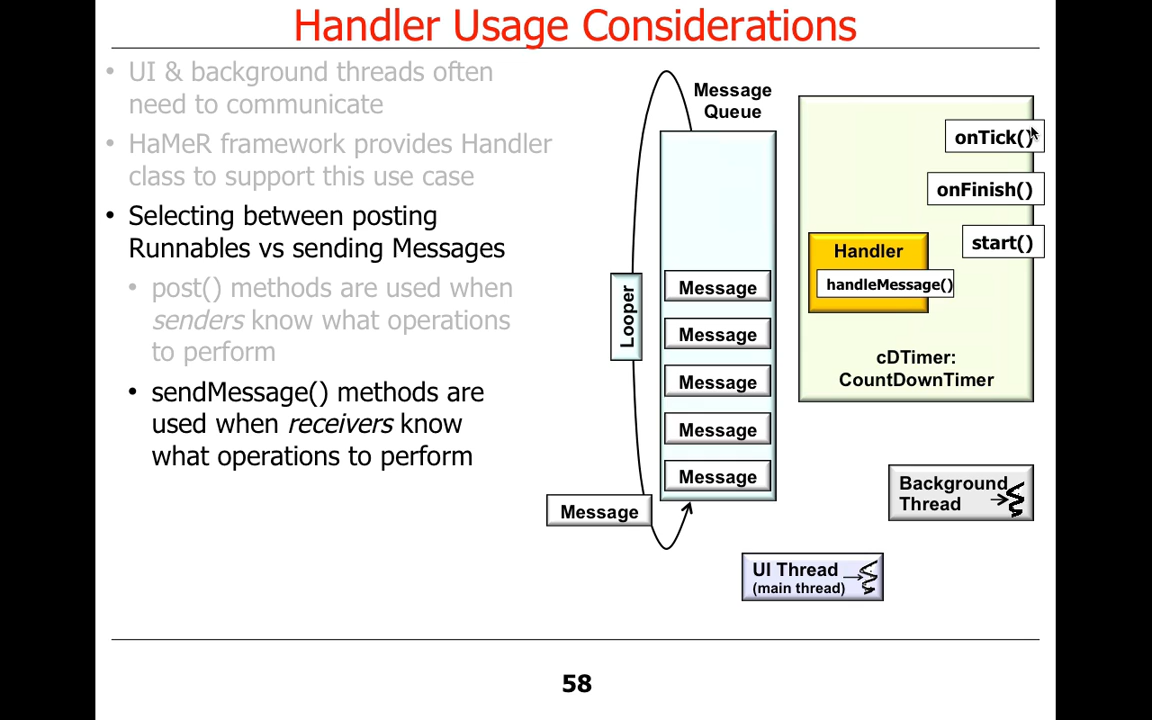 Handler Usage Considerations
• UI & background threads often
need to communicate
• HaMeR framework provides Handler
class to support this use case
• Selecting between posting
Runnables vs sending Messages
• post() methods are used when
senders know what operations
to perform
• sendMessage() methods are
used when receivers know
what operations to perform
Message
Queue
Looper
Message
Message
Message
Message
Message
Message
onTick()
onFinish()
start()
Handler
handleMessage()
cDTimer:
CountDownTimer
Background
Thread
UI Thread
(main thread)
58